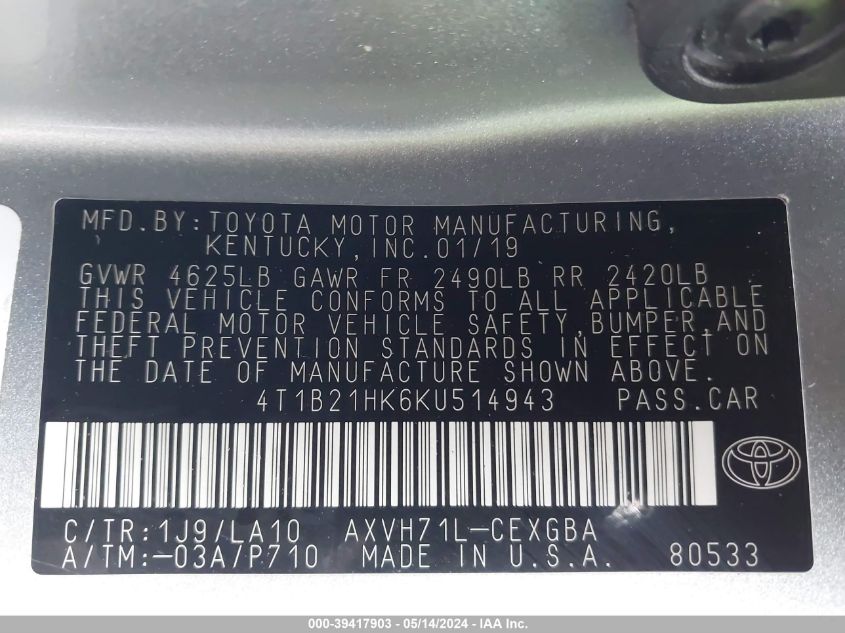 MFD.BY:TOYOTA MOTOR MANUFACTURING,
KENTUCKY,INC.01/19
GVWR 4625LB GAWR FR 2490LB RR 2420LB
THIS VEHICLE CONFORMS TO ALL APPLICABLE
FEDERAL MOTOR VEHICLE SAFETY,BUMPER,AND
THEFT PREVENTION STANDARDS IN EFFECT ON
THE DATE OF MANUFACTURE SHOWN ABOVE.
4T1B21HK6KU514943 PASS.CAR
C/TR:1J9/LA10 AXVH71L-CEXGBA
A/TM:-03A/P710 MADE IN U.S.A. 80533
000-39417903 - 05/14/2024 - IAA Inc.